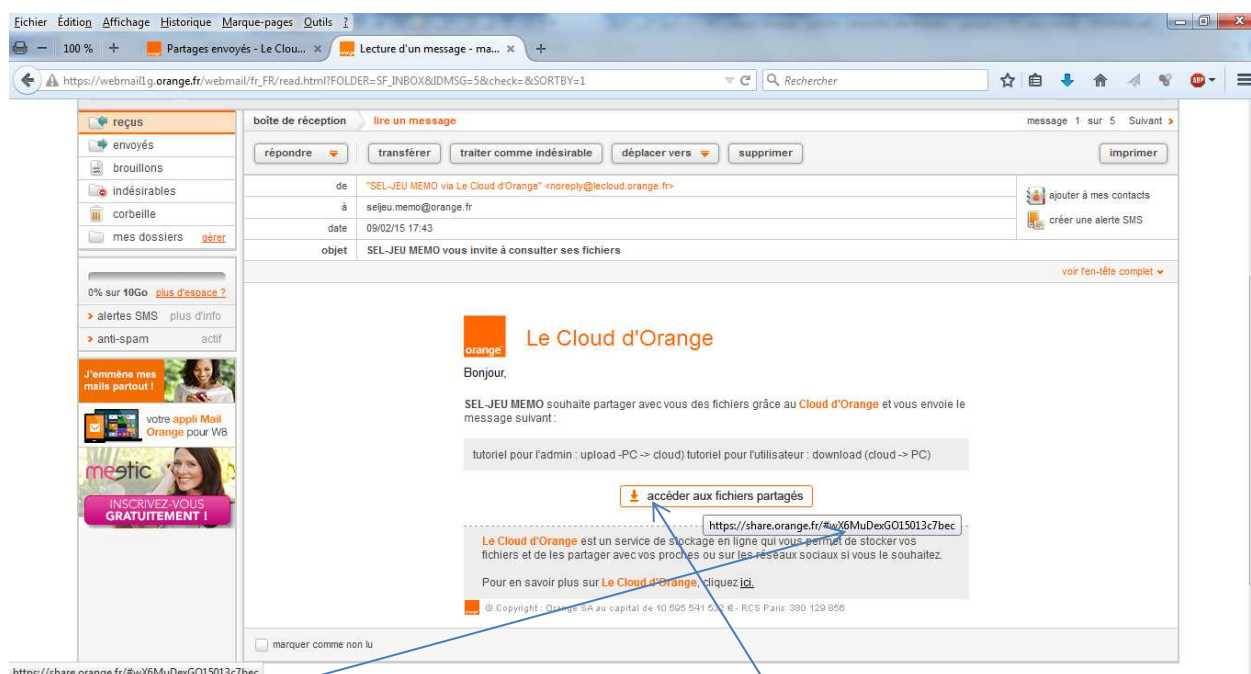 Fichier Édition Affichage Historique Marque-pages Outils ?
100 % + Partages envoyés - Le Clou... × Lecture d'un message - ma... × +
https://webmail1g.orange.fr/webmail/fr_FR/read.html?FOLDER=SF_INBOX&IDMSG=5&check=&SORTBY=1 Rechercher ABP
reçus
envoyés
brouillons
indésirables
corbeille
mes dossiers gérer
0% sur 10Go plus d'espace ?
alertes SMS plus d'info
anti-spam actif
J'emmène mes
mails partout !
votre appli Mail
Orange pour W8
meetic
INSCRIVEZ-VOUS
GRATUITEMENT !
boîte de réception lire un message message 1 sur 5 Suivant
répondre transférer traiter comme indésirable déplacer vers supprimer imprimer
de "SEL-JEU MEMO via Le Cloud d'Orange" <noreply@lecloud.orange.fr>
à seljeu.memo@orange.fr
date 09/02/15 17:43
objet SEL-JEU MEMO vous invite à consulter ses fichiers
ajouter à mes contacts
créer une alerte SMS
voir l'en-tête complet
orange Le Cloud d'Orange
Bonjour,
SEL-JEU MEMO souhaite partager avec vous des fichiers grâce au Cloud d'Orange et vous envoie le
message suivant :
tutoriel pour l'admin : upload -PC -> cloud) tutoriel pour l'utilisateur : download (cloud -> PC)
accéder aux fichiers partagés
https://share.orange.fr/#wX6MuDexGO15013c7bec
Le Cloud d'Orange est un service de stockage en ligne qui vous permet de stocker vos
fichiers et de les partager avec vos proches ou sur les réseaux sociaux si vous le souhaitez.
Pour en savoir plus sur Le Cloud d'Orange, cliquez ici.
© Copyright : Orange SA au capital de 10 595 541 532 € - RCS Paris 380 129 866
marquer comme non lu
https://share.orange.fr/#wX6MuDexGO15013c7bec